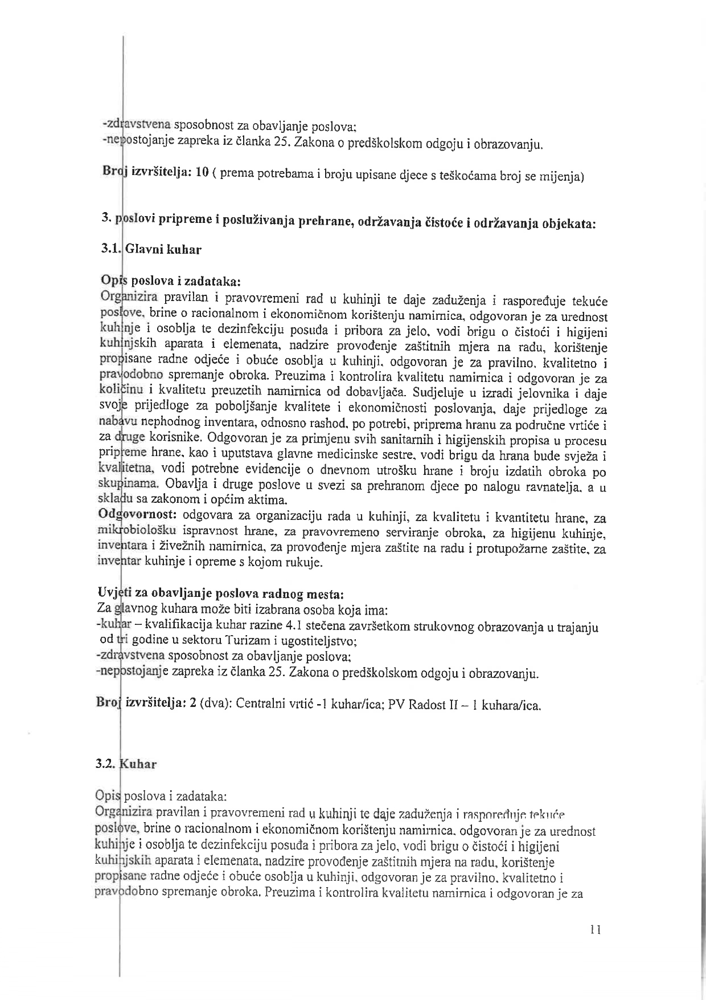 -zdravstvena sposobnost za obavljanje poslova;
-nepostojanje zapreka iz članka 25. Zakona o predškolskom odgoju i obrazovanju.
Broj izvršitelja: 10 ( prema potrebama i broju upisane djece s teškoćama broj se mijenja)
3. poslovi pripreme i posluživanja prehrane, održavanja čistoće i održavanja objekata:
3.1. Glavni kuhar
Opis poslova i zadataka:
Organizira pravilan i pravovremeni rad u kuhinji te daje zaduženja i raspoređuje tekuće
poslove, brine o racionalnom i ekonomičnom korištenju namirnica, odgovoran je za urednost
kuhinje i osoblja te dezinfekciju posuđa i pribora za jelo, vodi brigu o čistoći i higijeni
kuhinjskih aparata i elemenata, nadzire provođenje zaštitnih mjera na radu, korištenje
propisane radne odjeće i obuće osoblja u kuhinji, odgovoran je za pravilno, kvalitetno i
pravodobno spremanje obroka. Preuzima i kontrolira kvalitetu namirnica i odgovoran je za
količinu i kvalitetu preuzetih namirnica od dobavljača. Sudjeluje u izradi jelovnika i daje
svoje prijedloge za poboljšanje kvalitete i ekonomičnosti poslovanja, daje prijedloge za
nabavu nephodnog inventara, odnosno rashod, po potrebi, priprema hranu za područne vrtiće i
za druge korisnike. Odgovoran je za primjenu svih sanitarnih i higijenskih propisa u procesu
pripreme hrane, kao i uputstava glavne medicinske sestre, vodi brigu da hrana bude svježa i
kvalitetna, vodi potrebne evidencije o dnevnom utrošku hrane i broju izdatih obroka po
skupinama. Obavlja i druge poslove u svezi sa prehranom djece po nalogu ravnatelja, a u
skladu sa zakonom i općim aktima.
Odgovornost: odgovara za organizaciju rada u kuhinji, za kvalitetu i kvantitetu hrane, za
mikrobiološku ispravnost hrane, za pravovremeno serviranje obroka, za higijenu kuhinje,
inventara i živežnih namirnica, za provođenje mjera zaštite na radu i protupožarne zaštite, za
inventar kuhinje i opreme s kojom rukuje.
Uvjeti za obavljanje poslova radnog mesta:
Za glavnog kuhara može biti izabrana osoba koja ima:
-kuhar – kvalifikacija kuhar razine 4.1 stečena završetkom strukovnog obrazovanja u trajanju
od tri godine u sektoru Turizam i ugostiteljstvo;
-zdravstvena sposobnost za obavljanje poslova;
-nepostojanje zapreka iz članka 25. Zakona o predškolskom odgoju i obrazovanju.
Broj izvršitelja: 2 (dva): Centralni vrtić -1 kuhar/ica; PV Radost II – 1 kuhara/ica.
3.2. Kuhar
Opis poslova i zadataka:
Organizira pravilan i pravovremeni rad u kuhinji te daje zaduženja i raspoređuje tekuće
poslove, brine o racionalnom i ekonomičnom korištenju namirnica, odgovoran je za urednost
kuhinje i osoblja te dezinfekciju posuđa i pribora za jelo, vodi brigu o čistoći i higijeni
kuhinjskih aparata i elemenata, nadzire provođenje zaštitnih mjera na radu, korištenje
propisane radne odjeće i obuće osoblja u kuhinji, odgovoran je za pravilno, kvalitetno i
pravodobno spremanje obroka. Preuzima i kontrolira kvalitetu namirnica i odgovoran je za
11